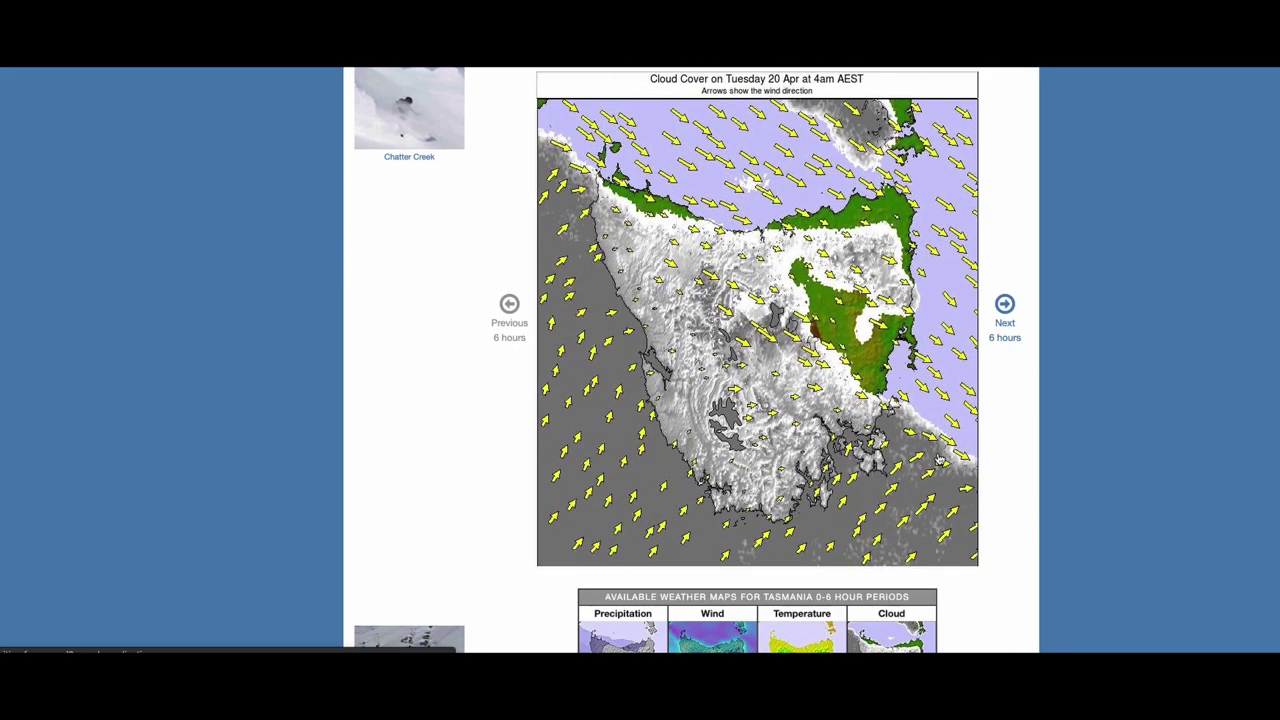 Cloud Cover on Tuesday 20 Apr at 4am AEST
Arrows show the wind direction
Chatter Creek
Previous
6 hours
Next
6 hours
AVAILABLE WEATHER MAPS FOR TASMANIA 0-6 HOUR PERIODS
Precipitation
Wind
Temperature
Cloud